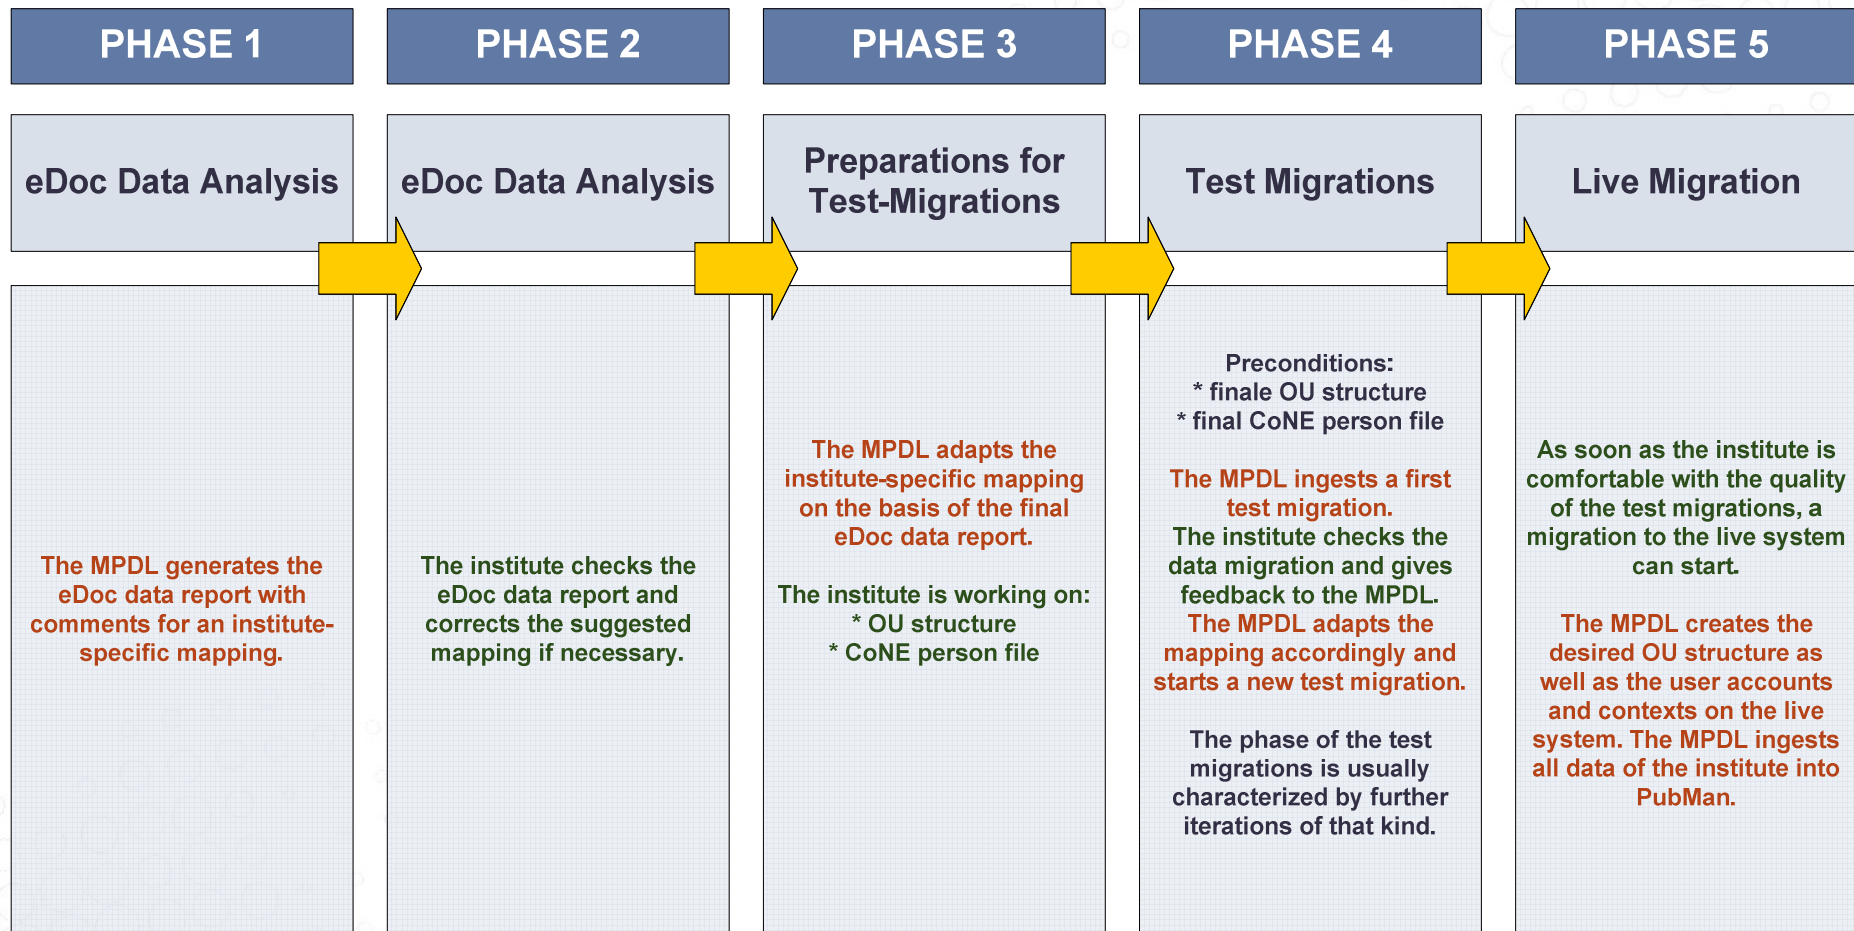 PHASE 1
PHASE 2
PHASE 3
PHASE 4
PHASE 5
eDoc Data Analysis
eDoc Data Analysis
Preparations for
Test-Migrations
Test Migrations
Live Migration
The MPDL generates the
eDoc data report with
comments for an institute-
specific mapping.
The institute checks the
eDoc data report and
corrects the suggested
mapping if necessary.
The MPDL adapts the
institute-specific mapping
on the basis of the final
eDoc data report.
The institute is working on:
* OU structure
* CoNE person file
Preconditions:
* finale OU structure
* final CoNE person file
The MPDL ingests a first
test migration.
The institute checks the
data migration and gives
feedback to the MPDL.
The MPDL adapts the
mapping accordingly and
starts a new test migration.
The phase of the test
migrations is usually
characterized by further
iterations of that kind.
As soon as the institute is
comfortable with the quality
of the test migrations, a
migration to the live system
can start.
The MPDL creates the
desired OU structure as
well as the user accounts
and contexts on the live
system. The MPDL ingests
all data of the institute into
PubMan.